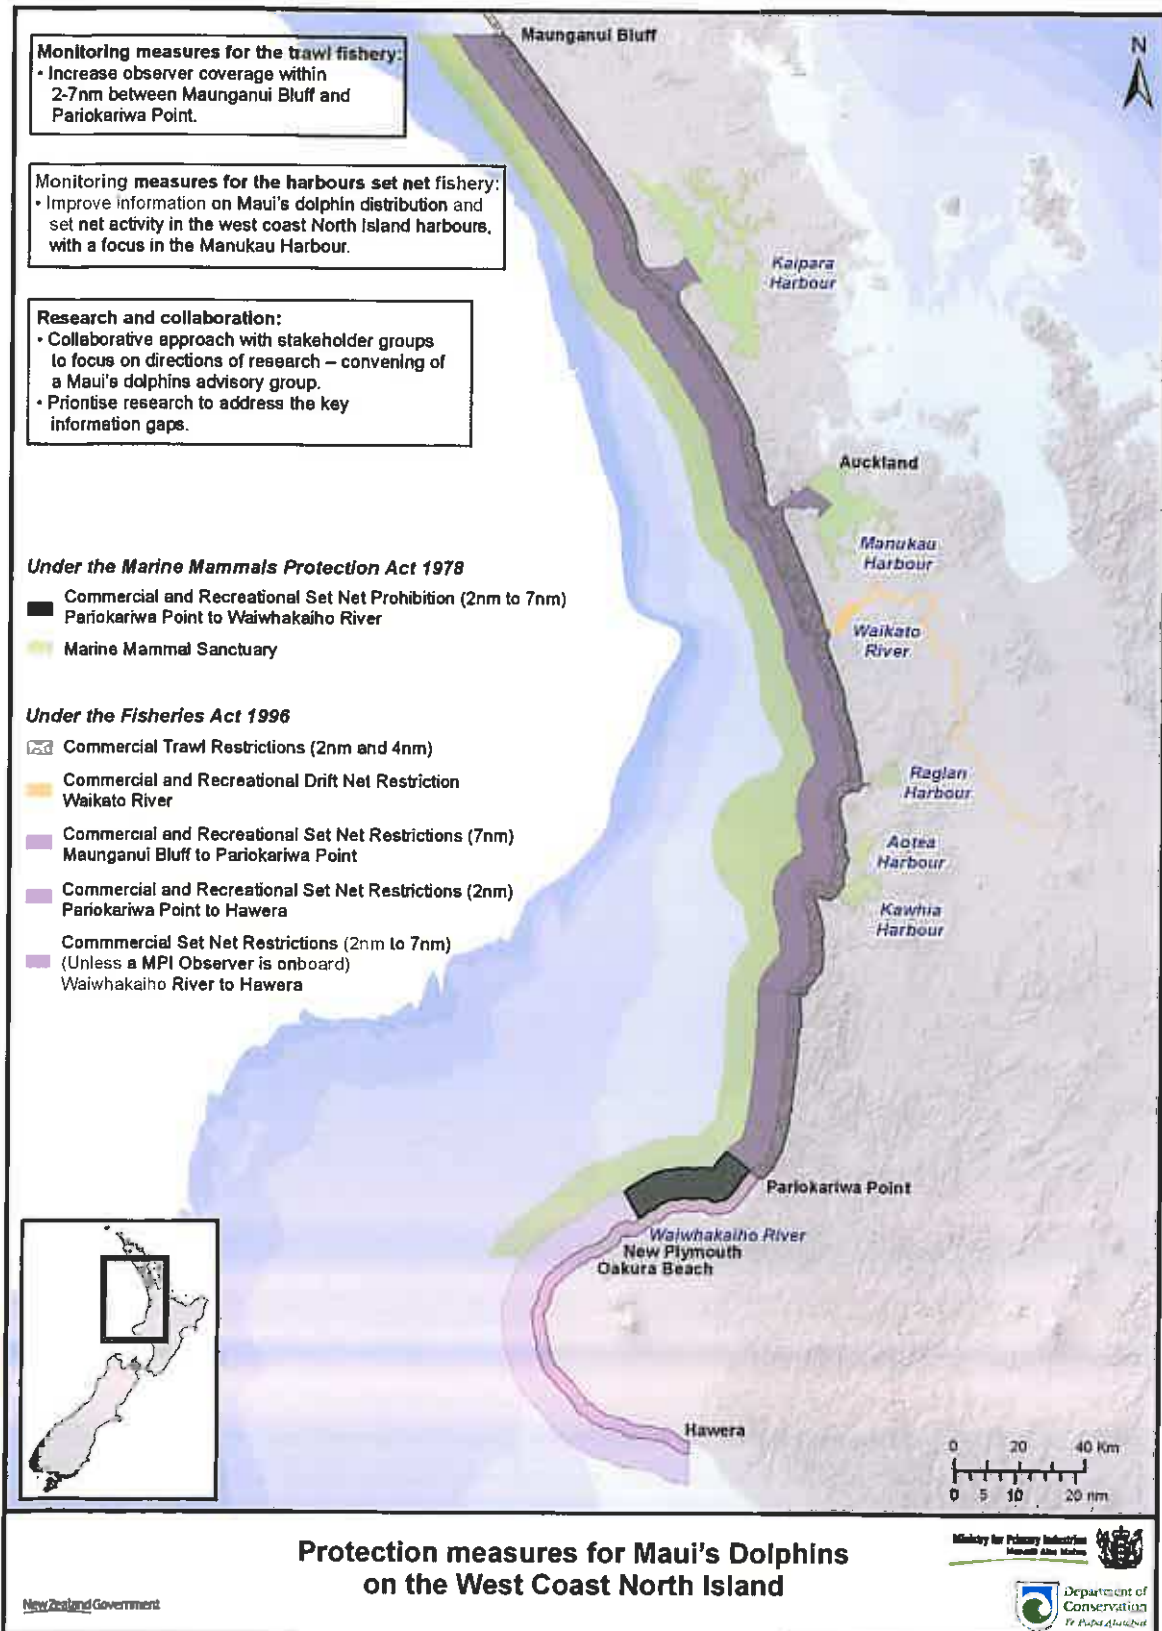 Maunganui Bluff
N
Monitoring measures for the trawl fishery:
• Increase observer coverage within
2-7nm between Maunganui Bluff and
Pariokariwa Point.
Monitoring measures for the harbours set net fishery:
• Improve information on Maui's dolphin distribution and
set net activity in the west coast North Island harbours,
with a focus in the Manukau Harbour.
Research and collaboration:
• Collaborative approach with stakeholder groups
to focus on directions of research – convening of
a Maui's dolphins advisory group.
• Prioritise research to address the key
information gaps.
Kaipara
Harbour
Auckland
Manukau
Harbour
Waikato
River
Raglan
Harbour
Aotea
Harbour
Kawhia
Harbour
Under the Marine Mammals Protection Act 1978
Commercial and Recreational Set Net Prohibition (2nm to 7nm)
Pariokariwa Point to Waiwhakaiho River
Marine Mammal Sanctuary
Under the Fisheries Act 1996
Commercial Trawl Restrictions (2nm and 4nm)
Commercial and Recreational Drift Net Restriction
Waikato River
Commercial and Recreational Set Net Restrictions (7nm)
Maunganui Bluff to Pariokariwa Point
Commercial and Recreational Set Net Restrictions (2nm)
Pariokariwa Point to Hawera
Commmercial Set Net Restrictions (2nm to 7nm)
(Unless a MPI Observer is onboard)
Waiwhakaiho River to Hawera
Pariokariwa Point
Waiwhakaiho River
New Plymouth
Oakura Beach
Hawera
0 20 40 Km
0 5 10 20 nm
Protection measures for Maui's Dolphins
on the West Coast North Island
New Zealand Government
Ministry for Primary Industries
Manatū Ahu Matua
Department of
Conservation
Te Papa Atawhai